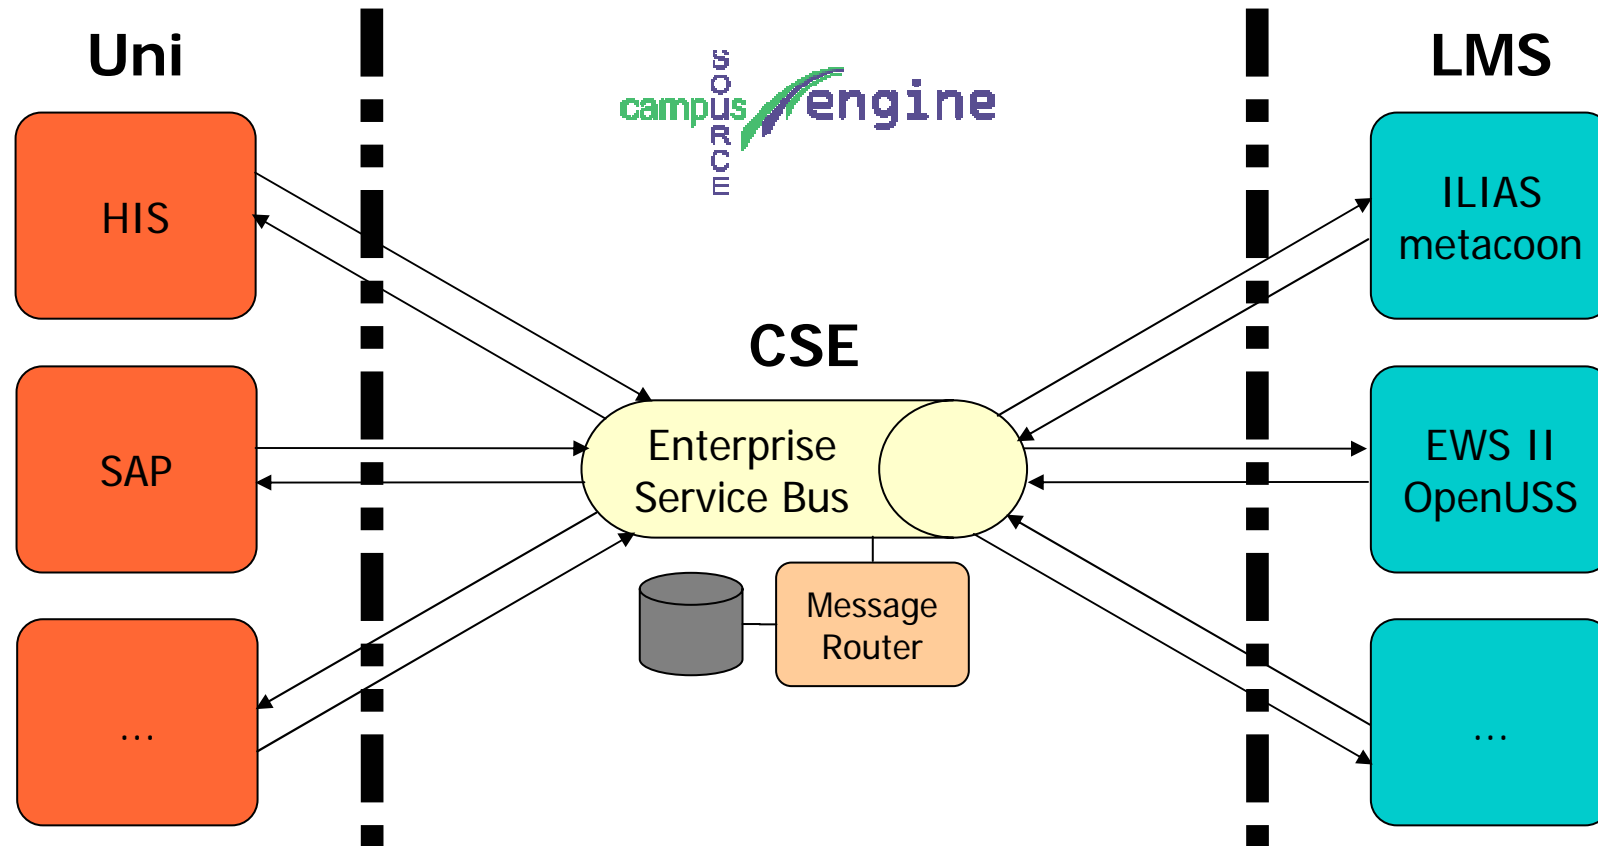 Uni
LMS
campus
SOURCE
engine
HIS
ILIAS
metacoon
CSE
SAP
Enterprise
Service Bus
EWS II
OpenUSS
Message
Router
...
...